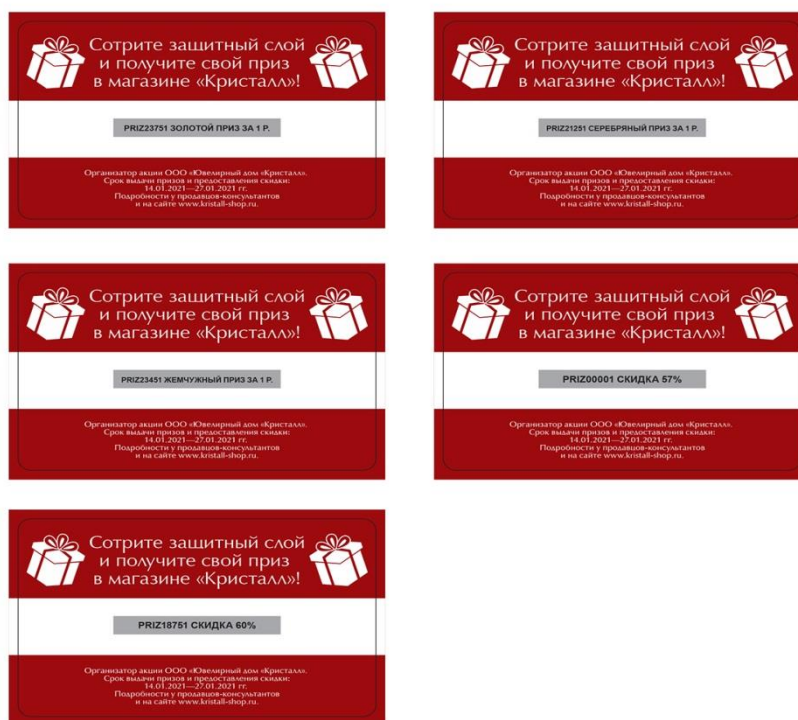 Сотрите защитный слой
и получите свой приз
в магазине «Кристалл»!
PRIZ23751 ЗОЛОТОЙ ПРИЗ ЗА 1 Р.
Организатор акции ООО «Ювелирный дом «Кристалл».
Срок выдачи призов и предоставления скидки:
14.01.2021—27.01.2021 гг.
Подробности у продавцов-консультантов
и на сайте www.kristall-shop.ru.
Сотрите защитный слой
и получите свой приз
в магазине «Кристалл»!
PRIZ21251 СЕРЕБРЯНЫЙ ПРИЗ ЗА 1 Р.
Организатор акции ООО «Ювелирный дом «Кристалл».
Срок выдачи призов и предоставления скидки:
14.01.2021—27.01.2021 гг.
Подробности у продавцов-консультантов
и на сайте www.kristall-shop.ru.
Сотрите защитный слой
и получите свой приз
в магазине «Кристалл»!
PRIZ23451 ЖЕМЧУЖНЫЙ ПРИЗ ЗА 1 Р.
Организатор акции ООО «Ювелирный дом «Кристалл».
Срок выдачи призов и предоставления скидки:
14.01.2021—27.01.2021 гг.
Подробности у продавцов-консультантов
и на сайте www.kristall-shop.ru.
Сотрите защитный слой
и получите свой приз
в магазине «Кристалл»!
PRIZ00001 СКИДКА 57%
Организатор акции ООО «Ювелирный дом «Кристалл».
Срок выдачи призов и предоставления скидки:
14.01.2021—27.01.2021 гг.
Подробности у продавцов-консультантов
и на сайте www.kristall-shop.ru.
Сотрите защитный слой
и получите свой приз
в магазине «Кристалл»!
PRIZ18751 СКИДКА 60%
Организатор акции ООО «Ювелирный дом «Кристалл».
Срок выдачи призов и предоставления скидки:
14.01.2021—27.01.2021 гг.
Подробности у продавцов-консультантов
и на сайте www.kristall-shop.ru.